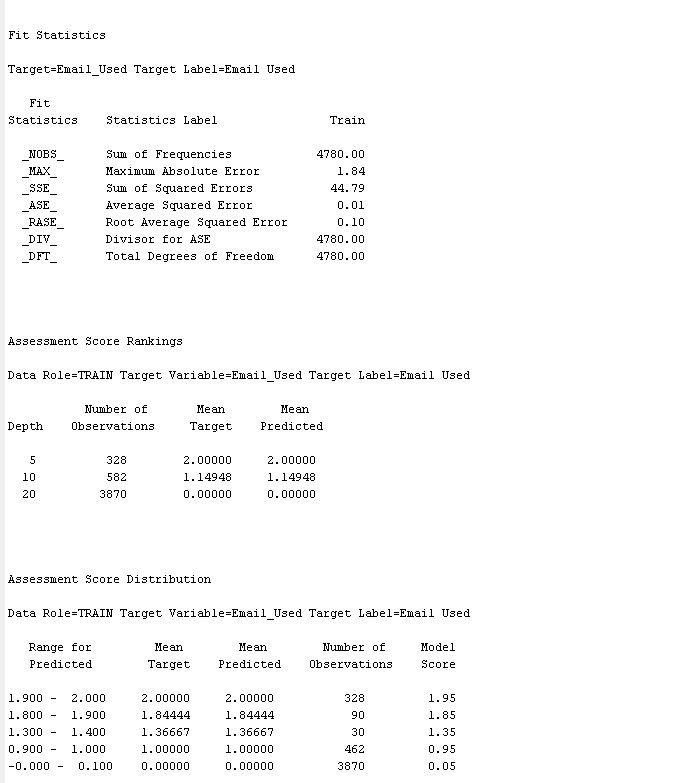 Fit Statistics
Target=Email_Used Target Label=Email Used
Fit
Statistics Statistics Label Train
_NOBS_ Sum of Frequencies 4780.00
_MAX_ Maximum Absolute Error 1.84
_SSE_ Sum of Squared Errors 44.79
_ASE_ Average Squared Error 0.01
_RASE_ Root Average Squared Error 0.10
_DIV_ Divisor for ASE 4780.00
_DFT_ Total Degrees of Freedom 4780.00
Assessment Score Rankings
Data Role=TRAIN Target Variable=Email_Used Target Label=Email Used
Number of Mean Mean
Depth Observations Target Predicted
5 328 2.00000 2.00000
10 582 1.14948 1.14948
20 3870 0.00000 0.00000
Assessment Score Distribution
Data Role=TRAIN Target Variable=Email_Used Target Label=Email Used
Range for Mean Mean Number of Model
Predicted Target Predicted Observations Score
1.900 - 2.000 2.00000 2.00000 328 1.95
1.800 - 1.900 1.84444 1.84444 90 1.85
1.300 - 1.400 1.36667 1.36667 30 1.35
0.900 - 1.000 1.00000 1.00000 462 0.95
-0.000 - 0.100 0.00000 0.00000 3870 0.05